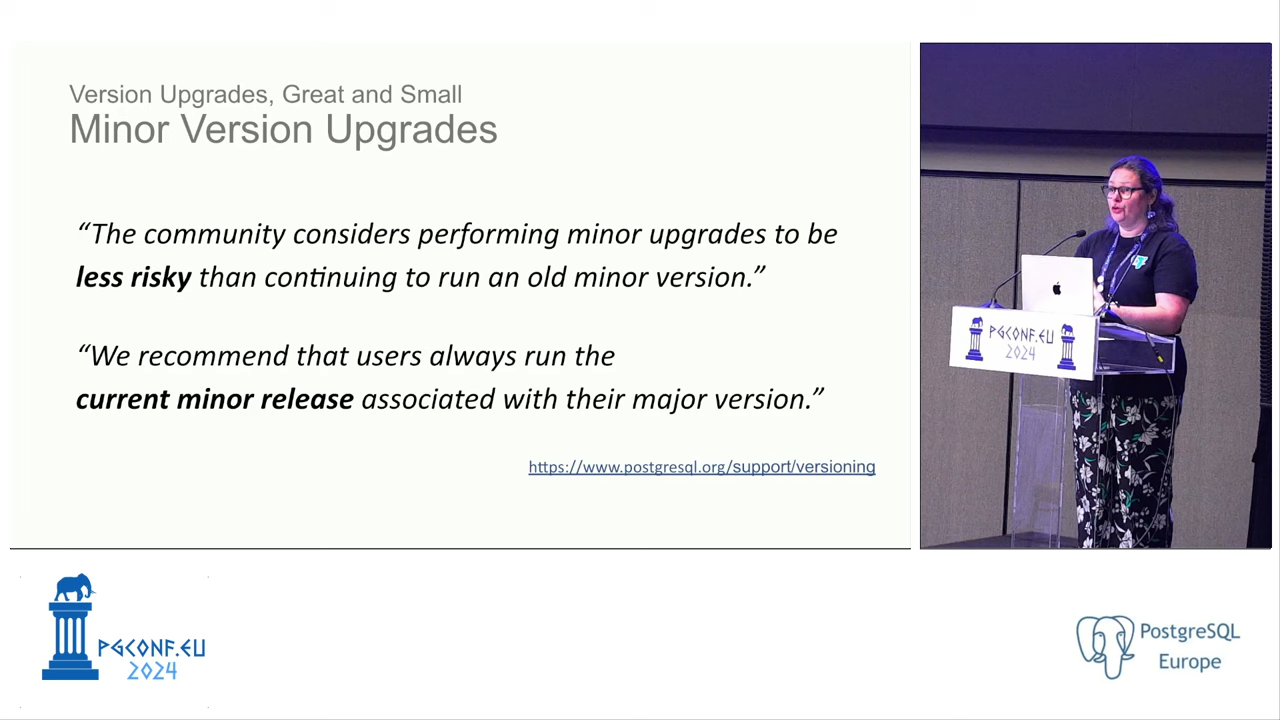 Version Upgrades, Great and Small
Minor Version Upgrades
“The community considers performing minor upgrades to be
less risky than continuing to run an old minor version.”
“We recommend that users always run the
current minor release associated with their major version.”
https://www.postgresql.org/support/versioning
PGCONF.EU
2024
PGCONF.EU
2024
PostgreSQL
Europe